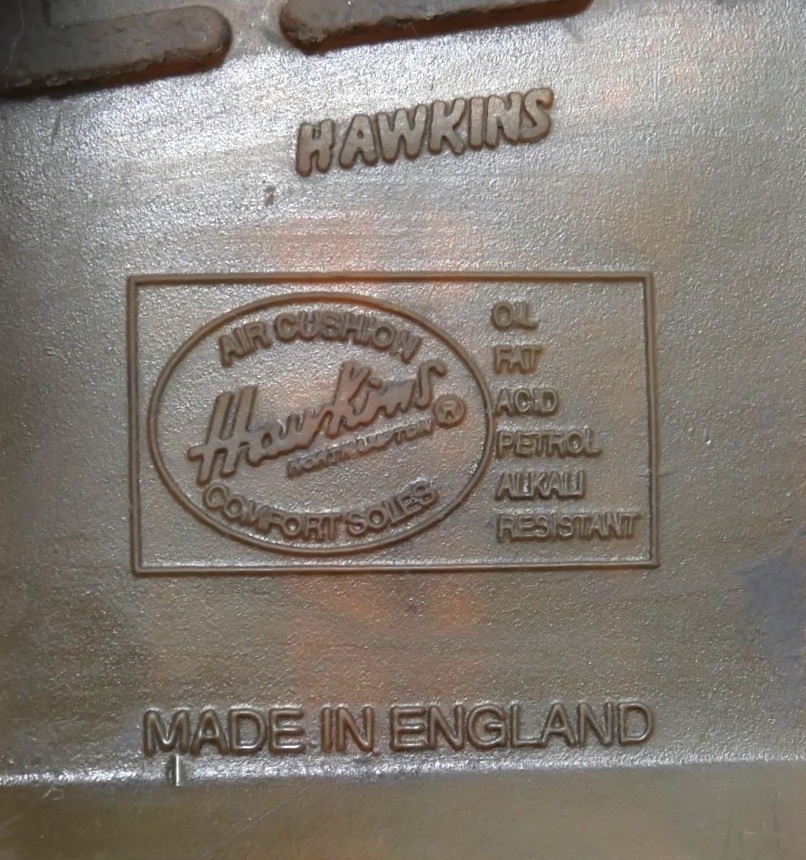 HAWKINS
AIR CUSHION
Hawkins ®
NORTHAMPTON
COMFORT SOLES
OIL
FAT
ACID
PETROL
ALKALI
RESISTANT
MADE IN ENGLAND